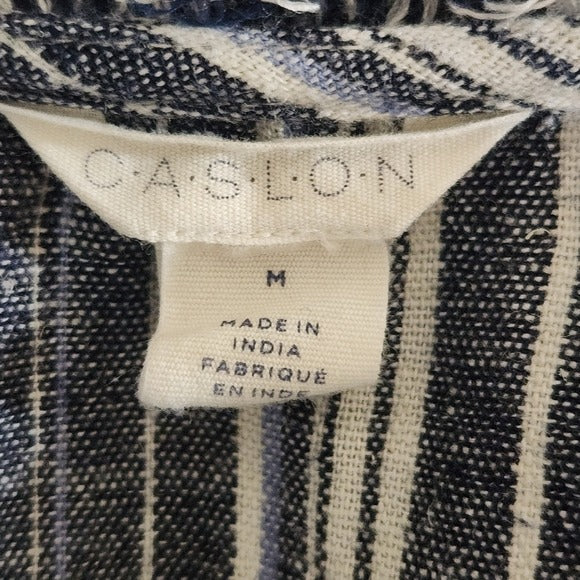 C·A·S·L·O·N
M
MADE IN
INDIA
FABRIQUÉ
EN INDE